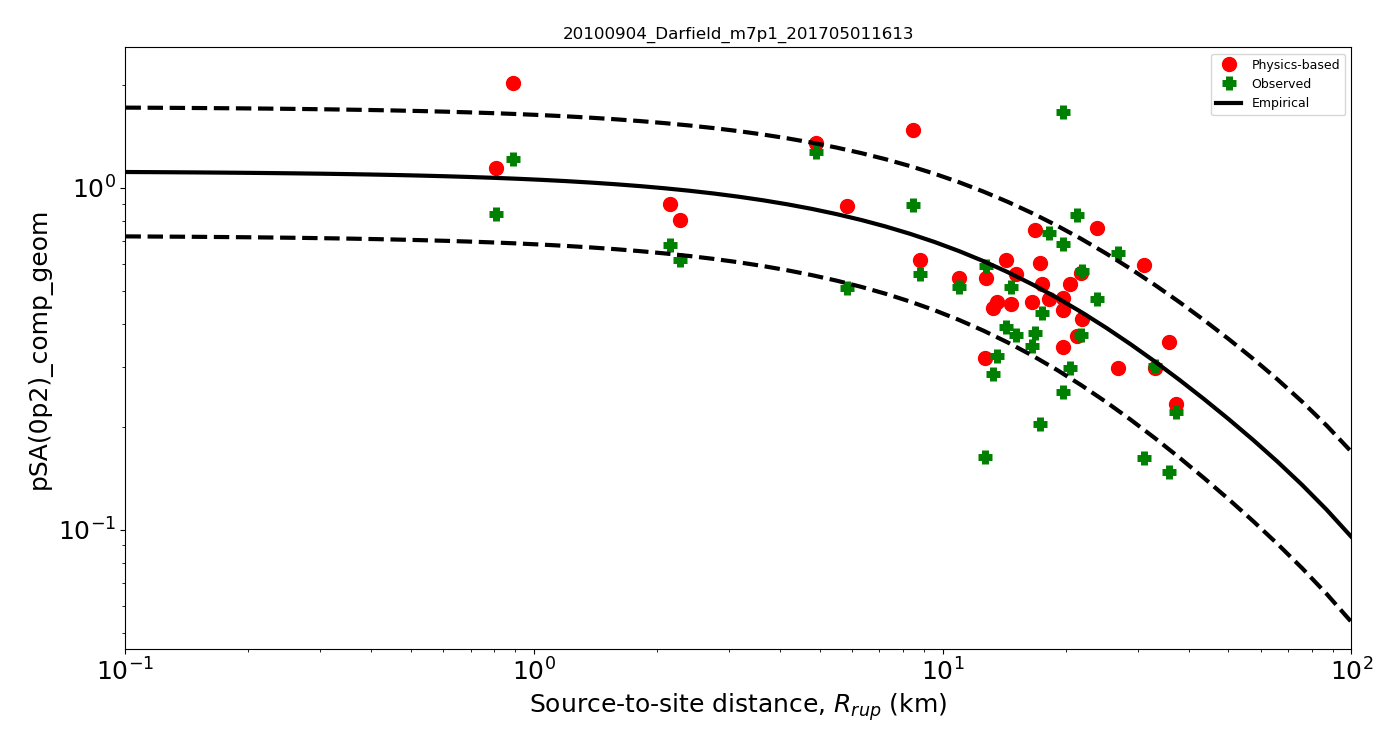 20100904_Darfield_m7p1_201705011613
Physics-based
Observed
Empirical
pSA(0p2)_comp_geom
10⁰
10⁻¹
10⁻¹ 10⁰ 10¹ 10²
Source-to-site distance, R_rup (km)